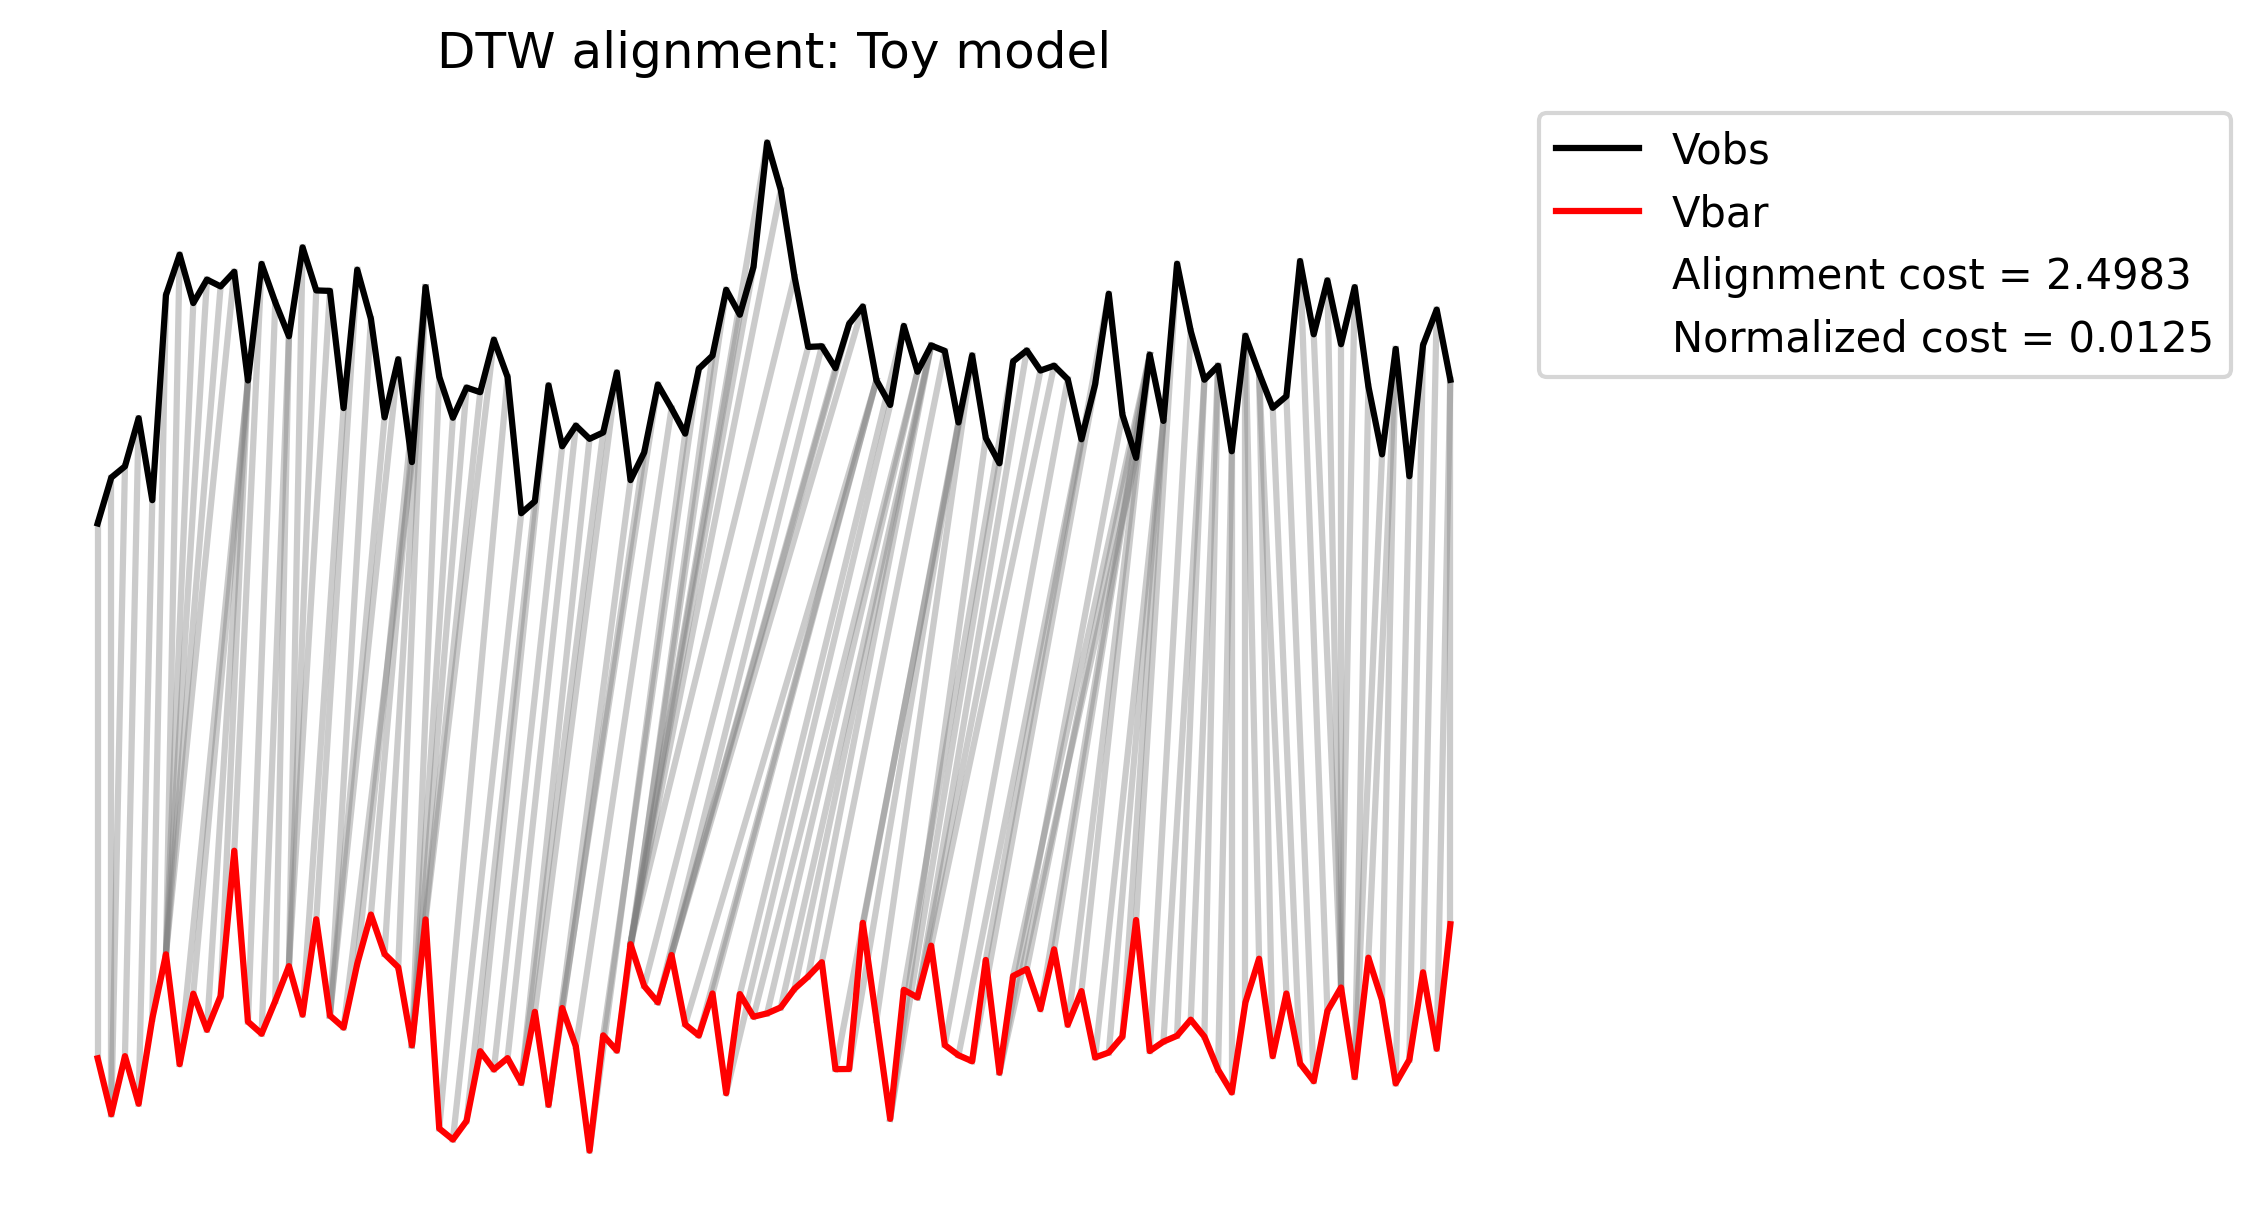 DTW alignment: Toy model
Vobs
Vbar
Alignment cost = 2.4983
Normalized cost = 0.0125